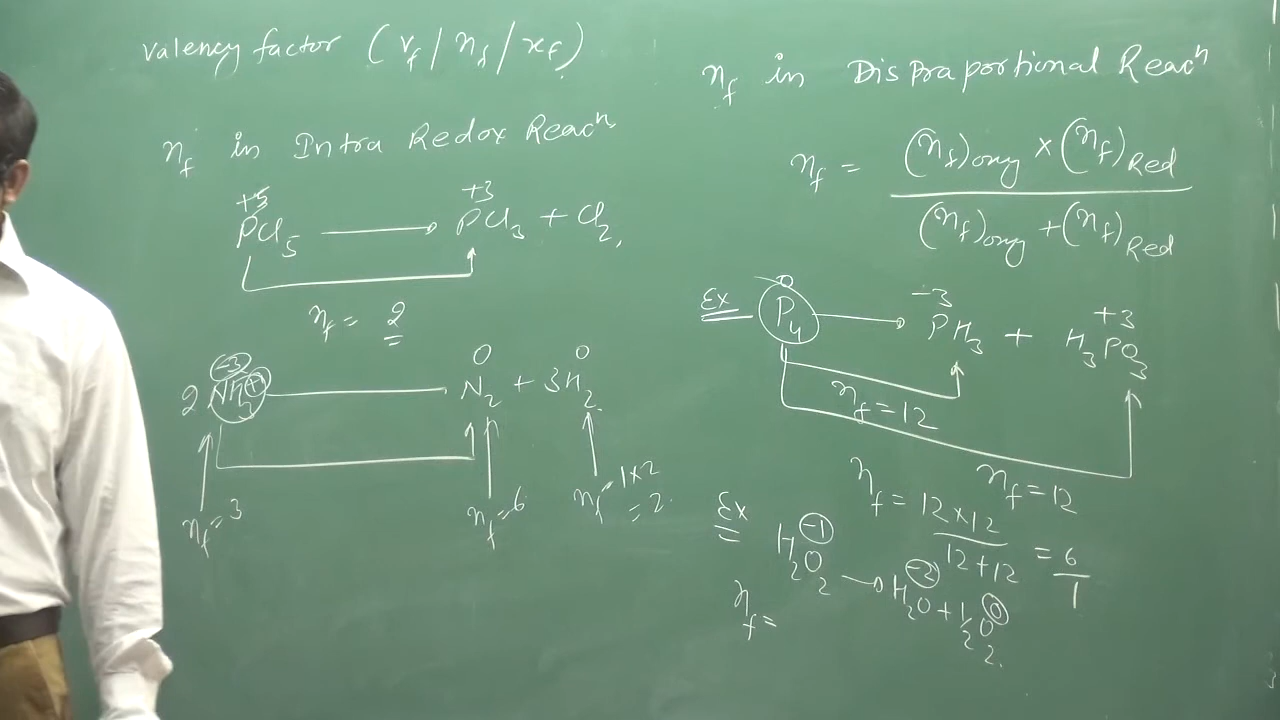 valency factor (vf / nf / xf)
nf in Intra Redox Reacn
+5 +3
PCl5 → PCl3 + Cl2
nf = 2
-3 +1 0 0
2 NH3 → N2 + 3H2
nf = 3
nf = 6
nf = 1×2
= 2
nf in Dispraportional Reacn
nf = (nf)oxy × (nf)Red
(nf)oxy + (nf)Red
0 -3 +3
Ex P4 → PH3 + H3PO3
nf = 12
nf = 12
nf = 12×12 = 6
12+12 1
Ex -1 -2 0
H2O2 → H2O + 1/2 O2
nf =